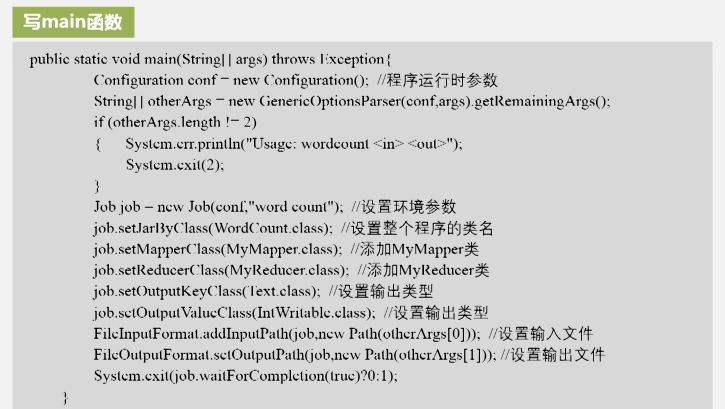 写main函数
public static void main(String[] args) throws Exception{
Configuration conf = new Configuration(); //程序运行时参数
String[] otherArgs = new GenericOptionsParser(conf,args).getRemainingArgs();
if (otherArgs.length != 2)
{ System.err.println("Usage: wordcount <in> <out>");
System.exit(2);
}
Job job = new Job(conf,"word count"); //设置环境参数
job.setJarByClass(WordCount.class); //设置整个程序的类名
job.setMapperClass(MyMapper.class); //添加MyMapper类
job.setReducerClass(MyReducer.class); //添加MyReducer类
job.setOutputKeyClass(Text.class); //设置输出类型
job.setOutputValueClass(IntWritable.class); //设置输出类型
FileInputFormat.addInputPath(job,new Path(otherArgs[0])); //设置输入文件
FileOutputFormat.setOutputPath(job,new Path(otherArgs[1])); //设置输出文件
System.exit(job.waitForCompletion(true)?0:1);
}